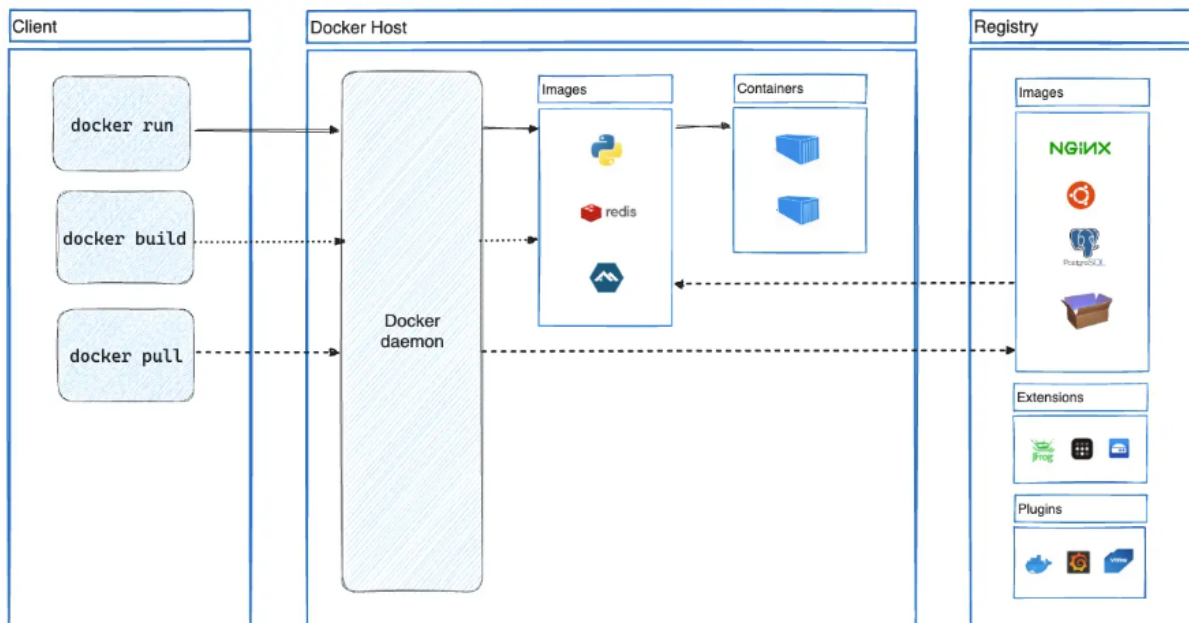 Client
docker run
docker build
docker pull
Docker Host
Docker
daemon
Images
redis
Containers
Registry
Images
NGINX
PostgreSQL
Extensions
JFrog
Plugins
vmw